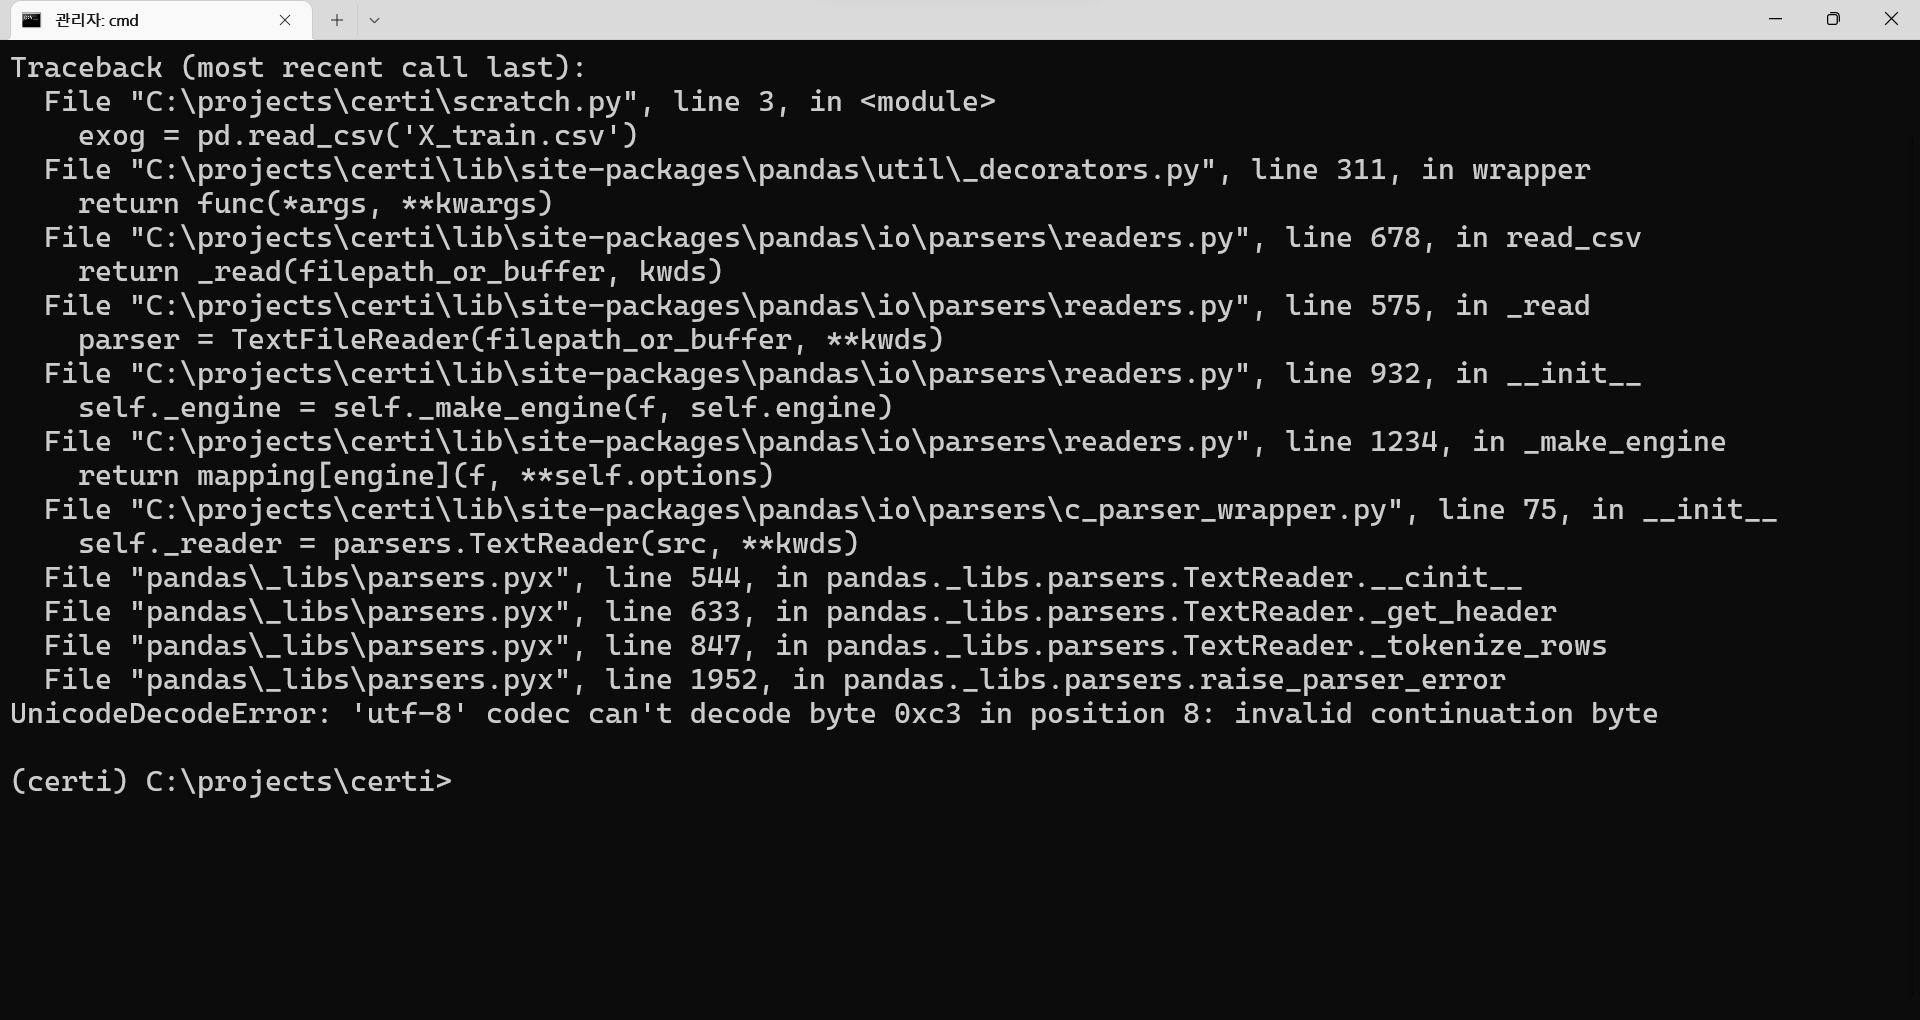 관리자: cmd
Traceback (most recent call last):
  File "C:\projects\certi\scratch.py", line 3, in <module>
    exog = pd.read_csv('X_train.csv')
  File "C:\projects\certi\lib\site-packages\pandas\util\_decorators.py", line 311, in wrapper
    return func(*args, **kwargs)
  File "C:\projects\certi\lib\site-packages\pandas\io\parsers\readers.py", line 678, in read_csv
    return _read(filepath_or_buffer, kwds)
  File "C:\projects\certi\lib\site-packages\pandas\io\parsers\readers.py", line 575, in _read
    parser = TextFileReader(filepath_or_buffer, **kwds)
  File "C:\projects\certi\lib\site-packages\pandas\io\parsers\readers.py", line 932, in __init__
    self._engine = self._make_engine(f, self.engine)
  File "C:\projects\certi\lib\site-packages\pandas\io\parsers\readers.py", line 1234, in _make_engine
    return mapping[engine](f, **self.options)
  File "C:\projects\certi\lib\site-packages\pandas\io\parsers\c_parser_wrapper.py", line 75, in __init__
    self._reader = parsers.TextReader(src, **kwds)
  File "pandas\_libs\parsers.pyx", line 544, in pandas._libs.parsers.TextReader.__cinit__
  File "pandas\_libs\parsers.pyx", line 633, in pandas._libs.parsers.TextReader._get_header
  File "pandas\_libs\parsers.pyx", line 847, in pandas._libs.parsers.TextReader._tokenize_rows
  File "pandas\_libs\parsers.pyx", line 1952, in pandas._libs.parsers.raise_parser_error
UnicodeDecodeError: 'utf-8' codec can't decode byte 0xc3 in position 8: invalid continuation byte
(certi) C:\projects\certi>